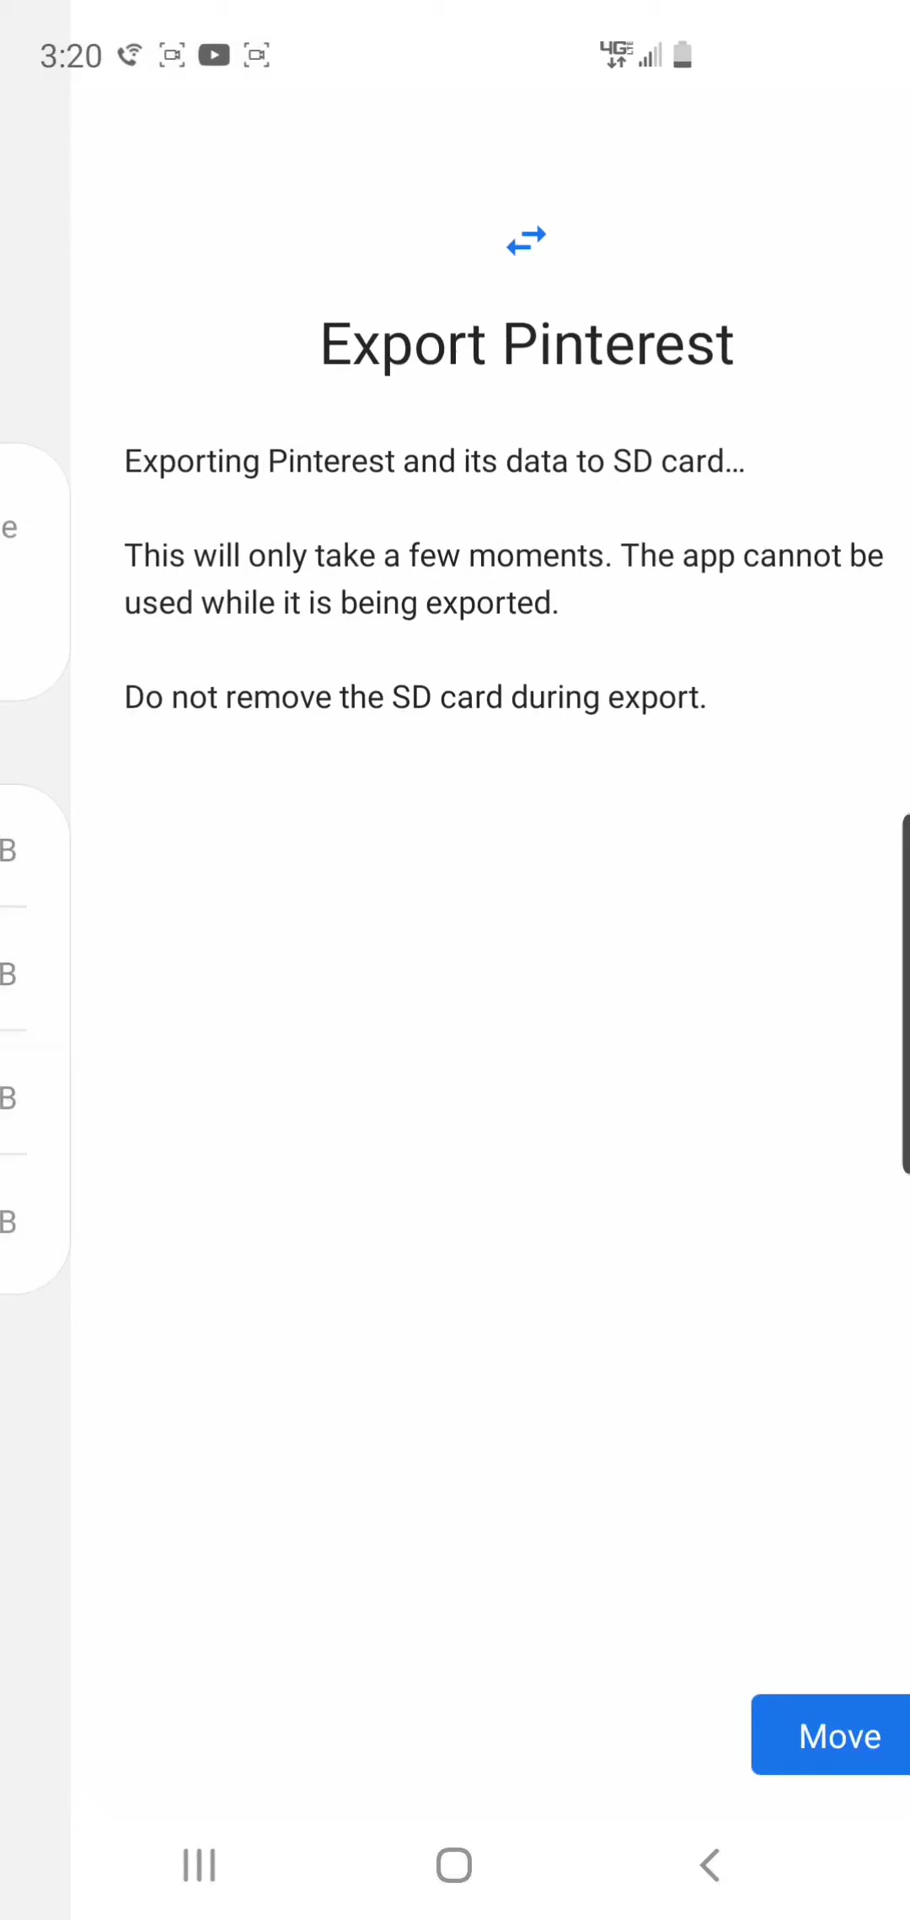 3:20
4GE
Export Pinterest
Exporting Pinterest and its data to SD card...
e
This will only take a few moments. The app cannot be
used while it is being exported.
Do not remove the SD card during export.
B
B
B
B
Move